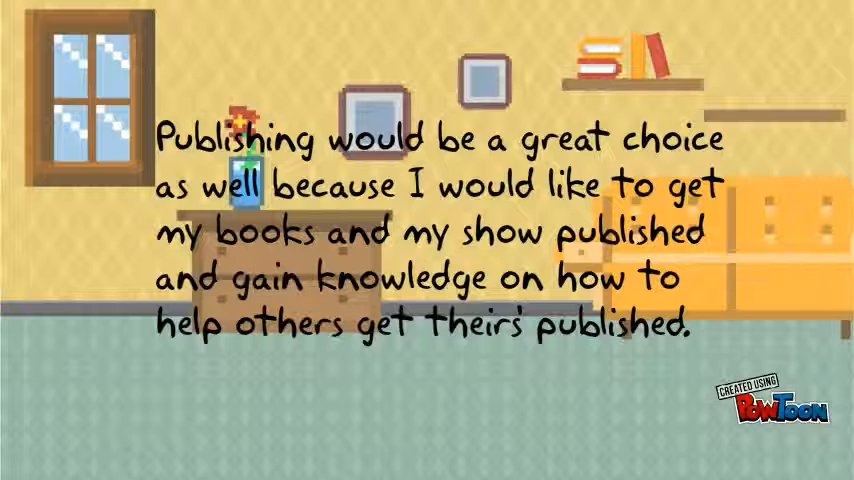 Publishing would be a great choice
as well because I would like to get
my books and my show published
and gain knowledge on how to
help others get theirs' published.
CREATED USING
POWTOON